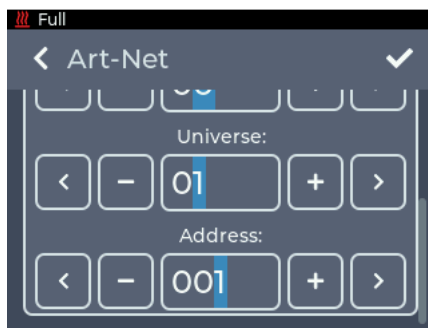 Full
Art-Net
Universe:
< - 01 + >
Address:
< - 001 + >